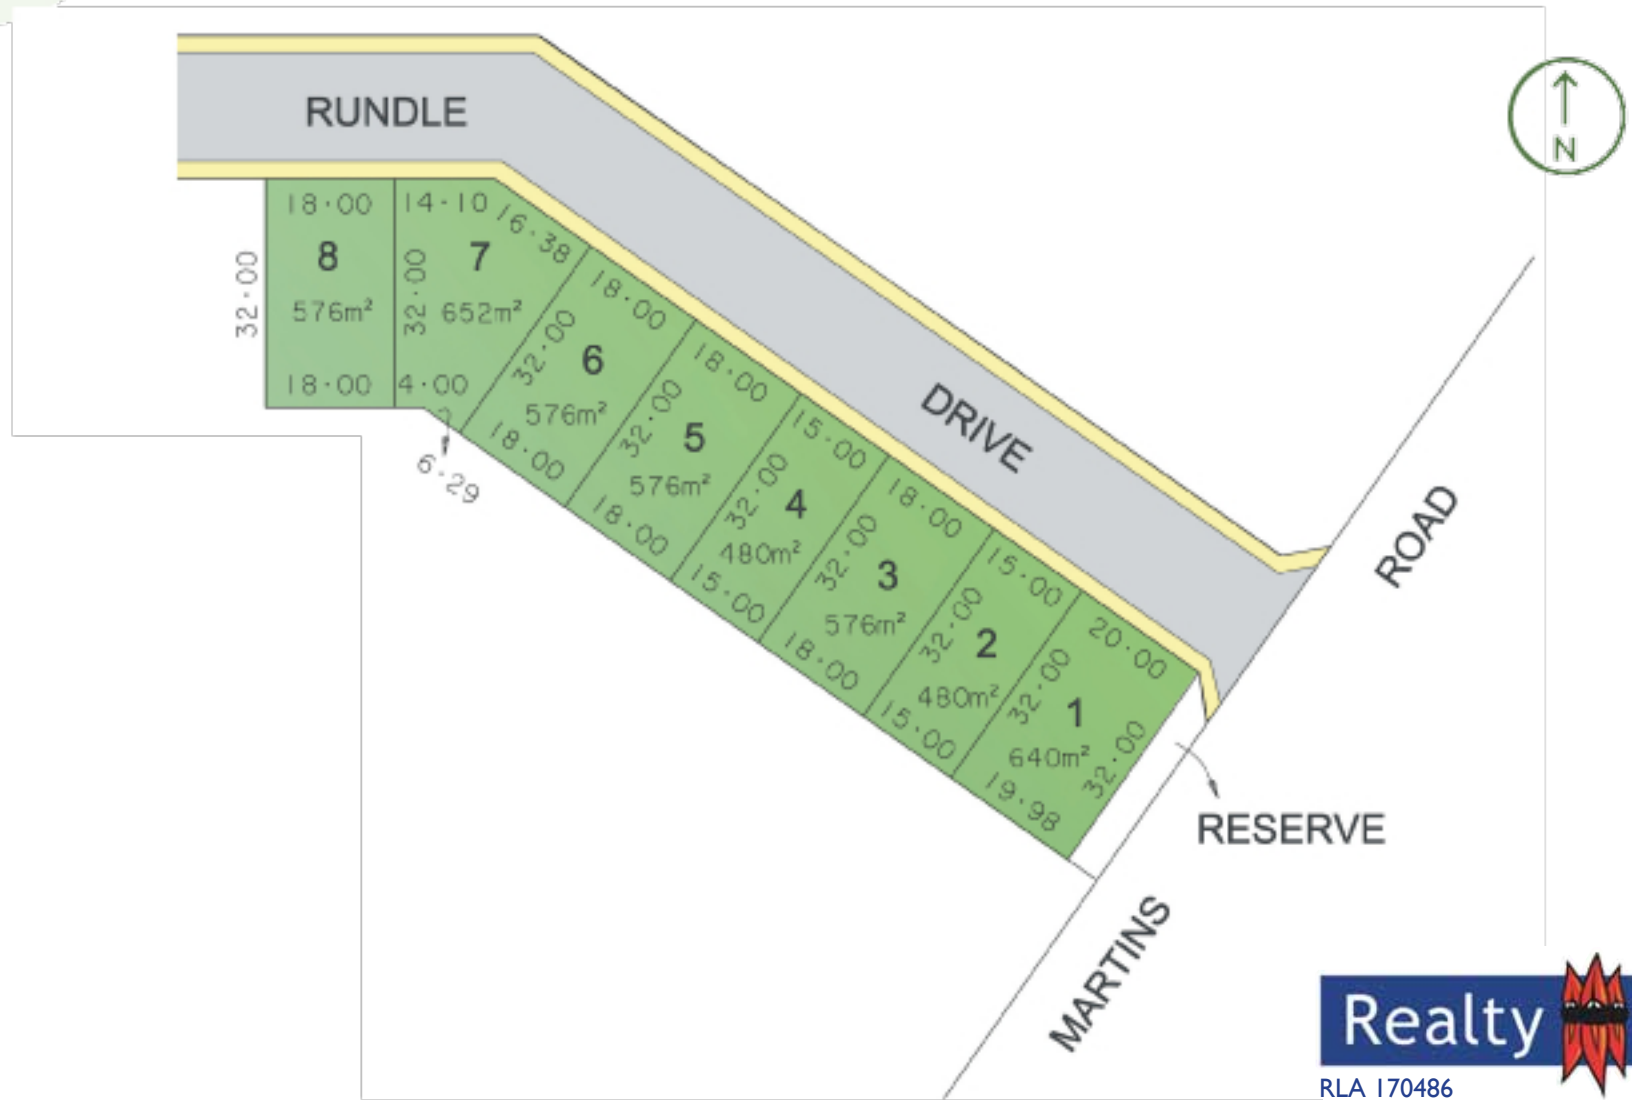 RUNDLE
N
18·00
8
576m²
32·00
18·00
14·10
16·38
7
32·00
652m²
4·00
6·29
18·00
6
32·00
576m²
18·00
18·00
5
32·00
576m²
18·00
15·00
4
32·00
480m²
15·00
18·00
3
32·00
576m²
18·00
15·00
2
32·00
480m²
15·00
20·00
1
32·00
640m²
32·00
19·98
DRIVE
ROAD
RESERVE
MARTINS
Realty
RLA 170486